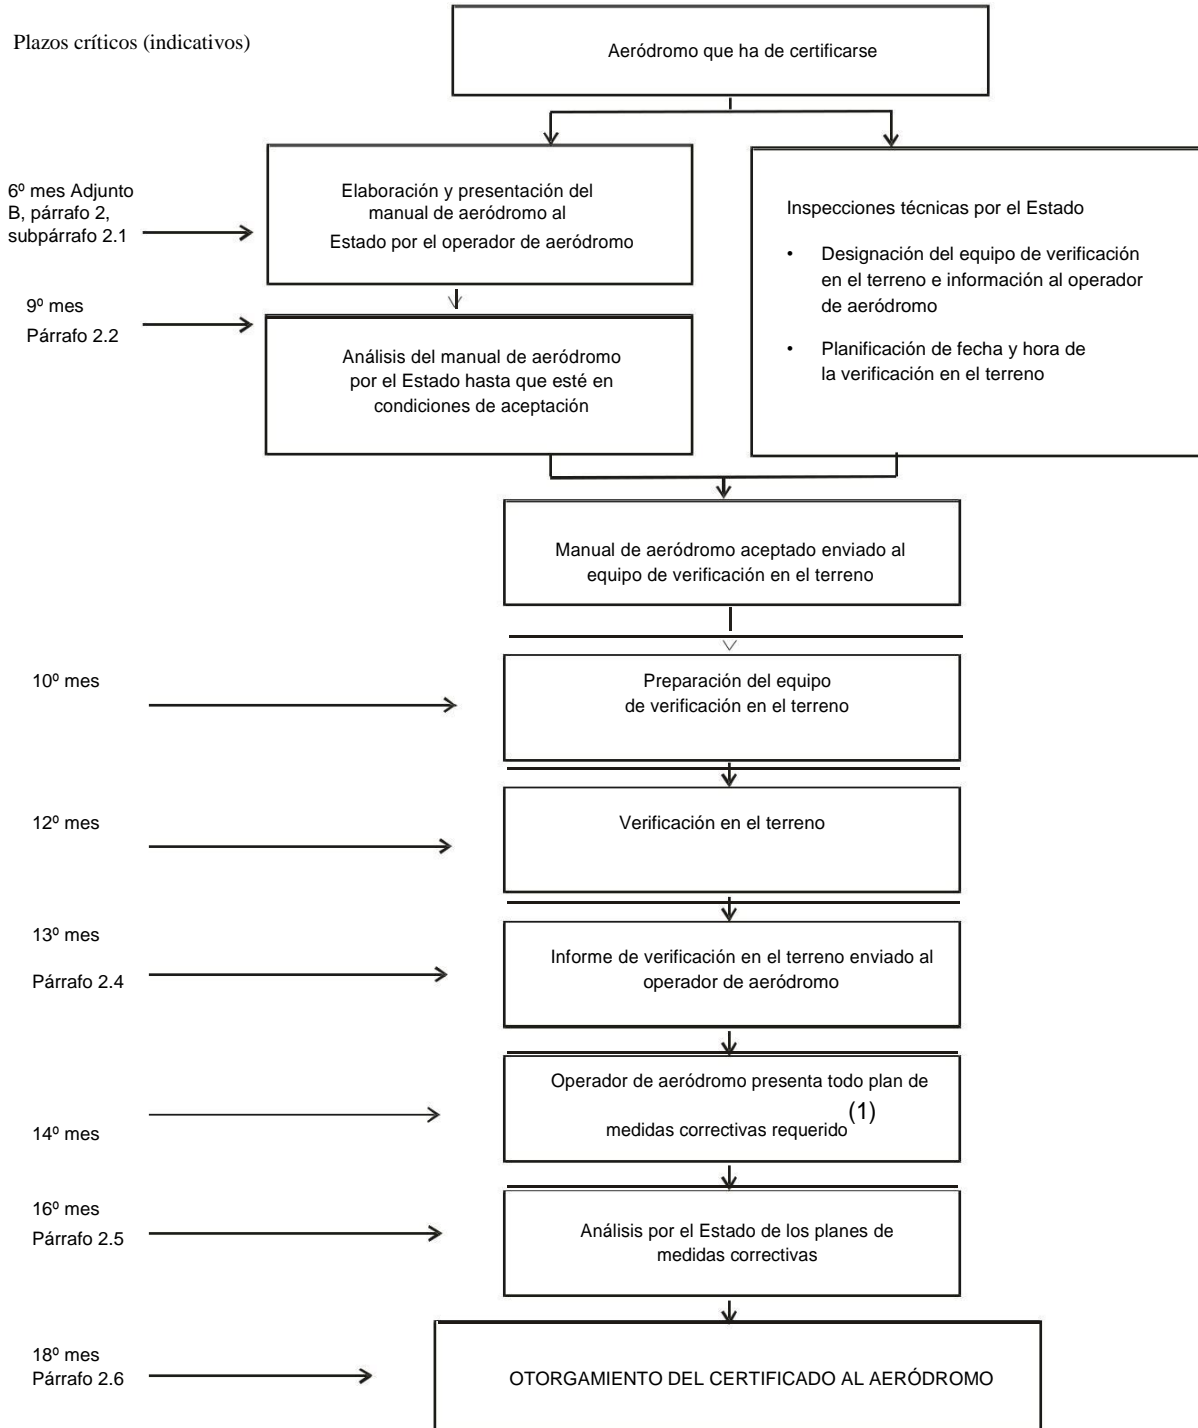 Plazos críticos (indicativos)
Aeródromo que ha de certificarse
6º mes Adjunto
B, párrafo 2,
subpárrafo 2.1
Elaboración y presentación del
manual de aeródromo al
Estado por el operador de aeródromo
Inspecciones técnicas por el Estado
• Designación del equipo de verificación
en el terreno e información al operador
de aeródromo
• Planificación de fecha y hora de
la verificación en el terreno
9º mes
Párrafo 2.2
Análisis del manual de aeródromo
por el Estado hasta que esté en
condiciones de aceptación
Manual de aeródromo aceptado enviado al
equipo de verificación en el terreno
10º mes
Preparación del equipo
de verificación en el terreno
12º mes
Verificación en el terreno
13º mes
Párrafo 2.4
Informe de verificación en el terreno enviado al
operador de aeródromo
14º mes
Operador de aeródromo presenta todo plan de
medidas correctivas requerido (1)
16º mes
Párrafo 2.5
Análisis por el Estado de los planes de
medidas correctivas
18º mes
Párrafo 2.6
OTORGAMIENTO DEL CERTIFICADO AL AERÓDROMO